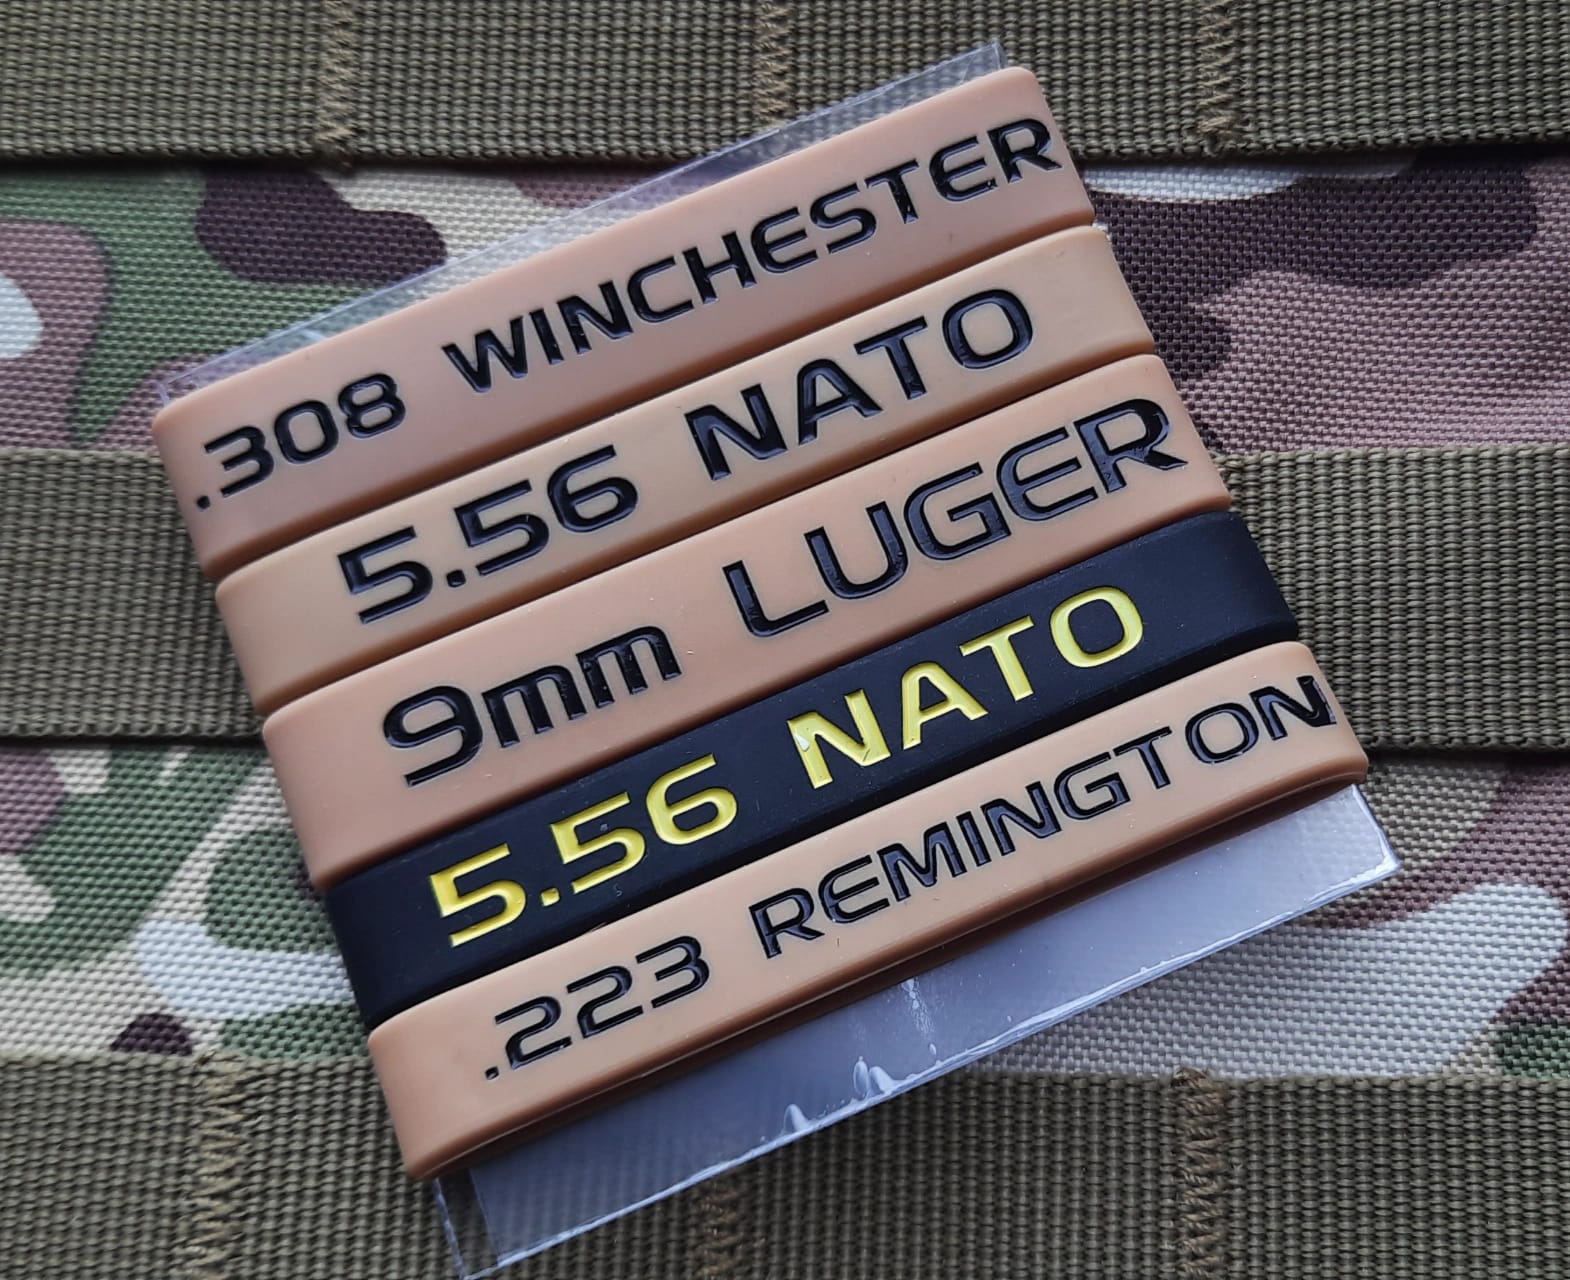 .308 WINCHESTER
5.56 NATO
9mm LUGER
5.56 NATO
.223 REMINGTON